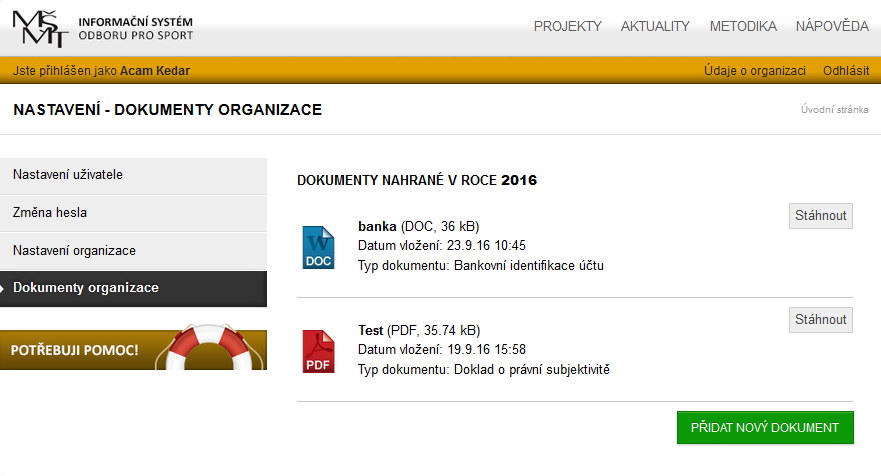 MŠMT
INFORMAČNÍ SYSTÉM
ODBORU PRO SPORT
PROJEKTY AKTUALITY METODIKA NÁPOVĚDA
Jste přihlášen jako Acam Kedar
Údaje o organizaci Odhlásit
NASTAVENÍ - DOKUMENTY ORGANIZACE
Úvodní stránka
Nastavení uživatele
Změna hesla
Nastavení organizace
Dokumenty organizace
POTŘEBUJI POMOC!
DOKUMENTY NAHRANÉ V ROCE 2016
W
DOC
banka (DOC, 36 kB)
Stáhnout
Datum vložení: 23.9.16 10:45
Typ dokumentu: Bankovní identifikace účtu
PDF
Test (PDF, 35.74 kB)
Stáhnout
Datum vložení: 19.9.16 15:58
Typ dokumentu: Doklad o právní subjektivitě
PŘIDAT NOVÝ DOKUMENT